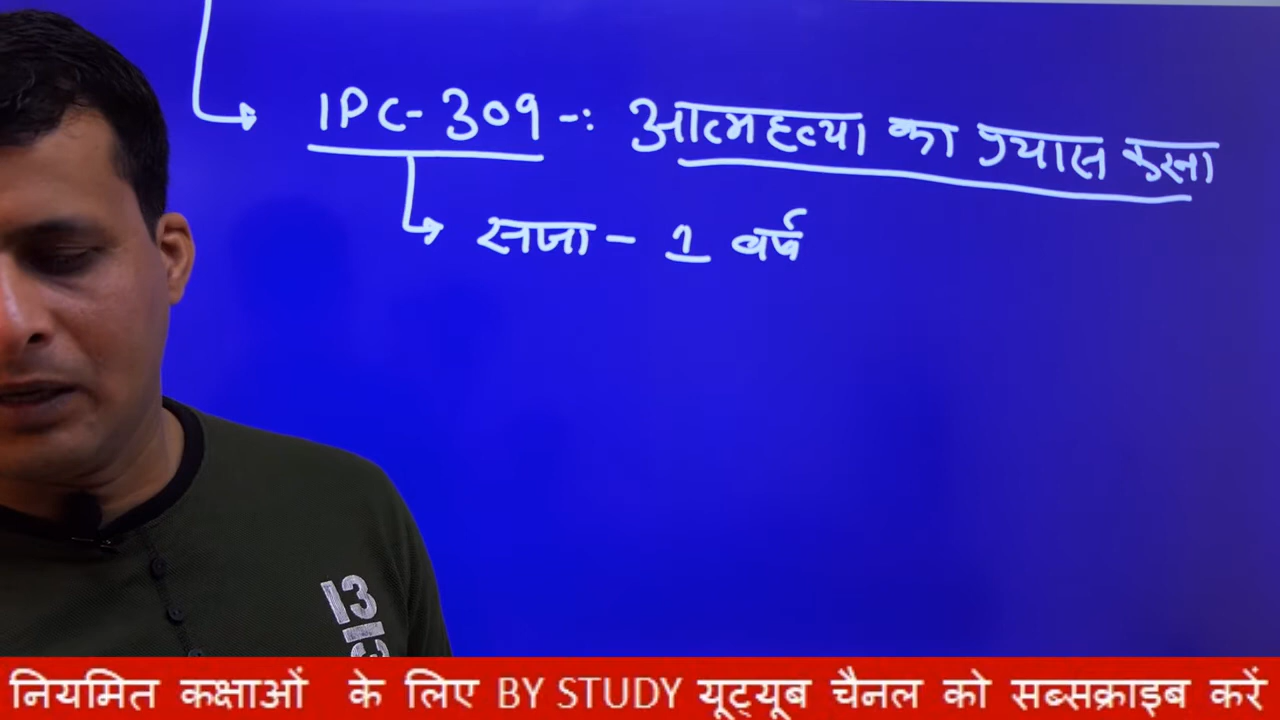 IPC-309-: आत्महत्या का प्रयास करना
सजा - 1 वर्ष
13
नियमित कक्षाओं के लिए BY STUDY यूट्यूब चैनल को सब्सक्राइब करें